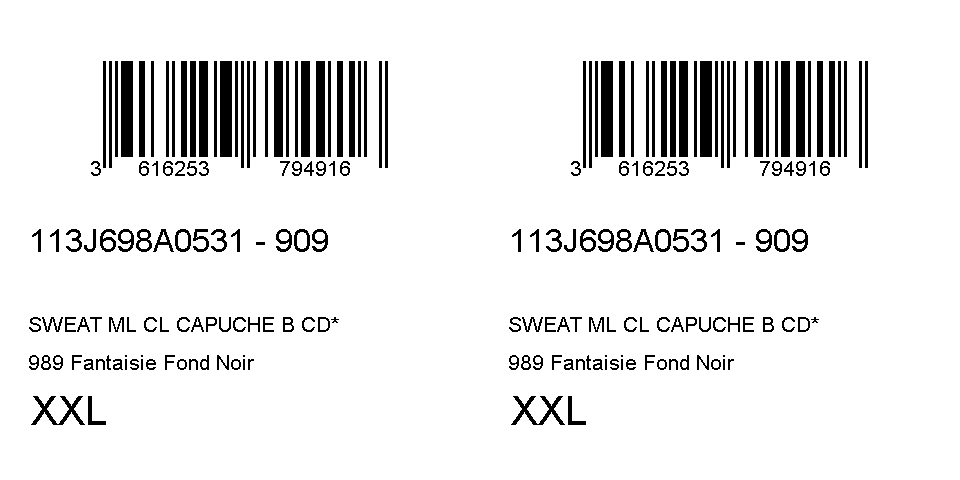 3 616253 794916
113J698A0531 - 909
SWEAT ML CL CAPUCHE B CD*
989 Fantaisie Fond Noir
XXL
3 616253 794916
113J698A0531 - 909
SWEAT ML CL CAPUCHE B CD*
989 Fantaisie Fond Noir
XXL